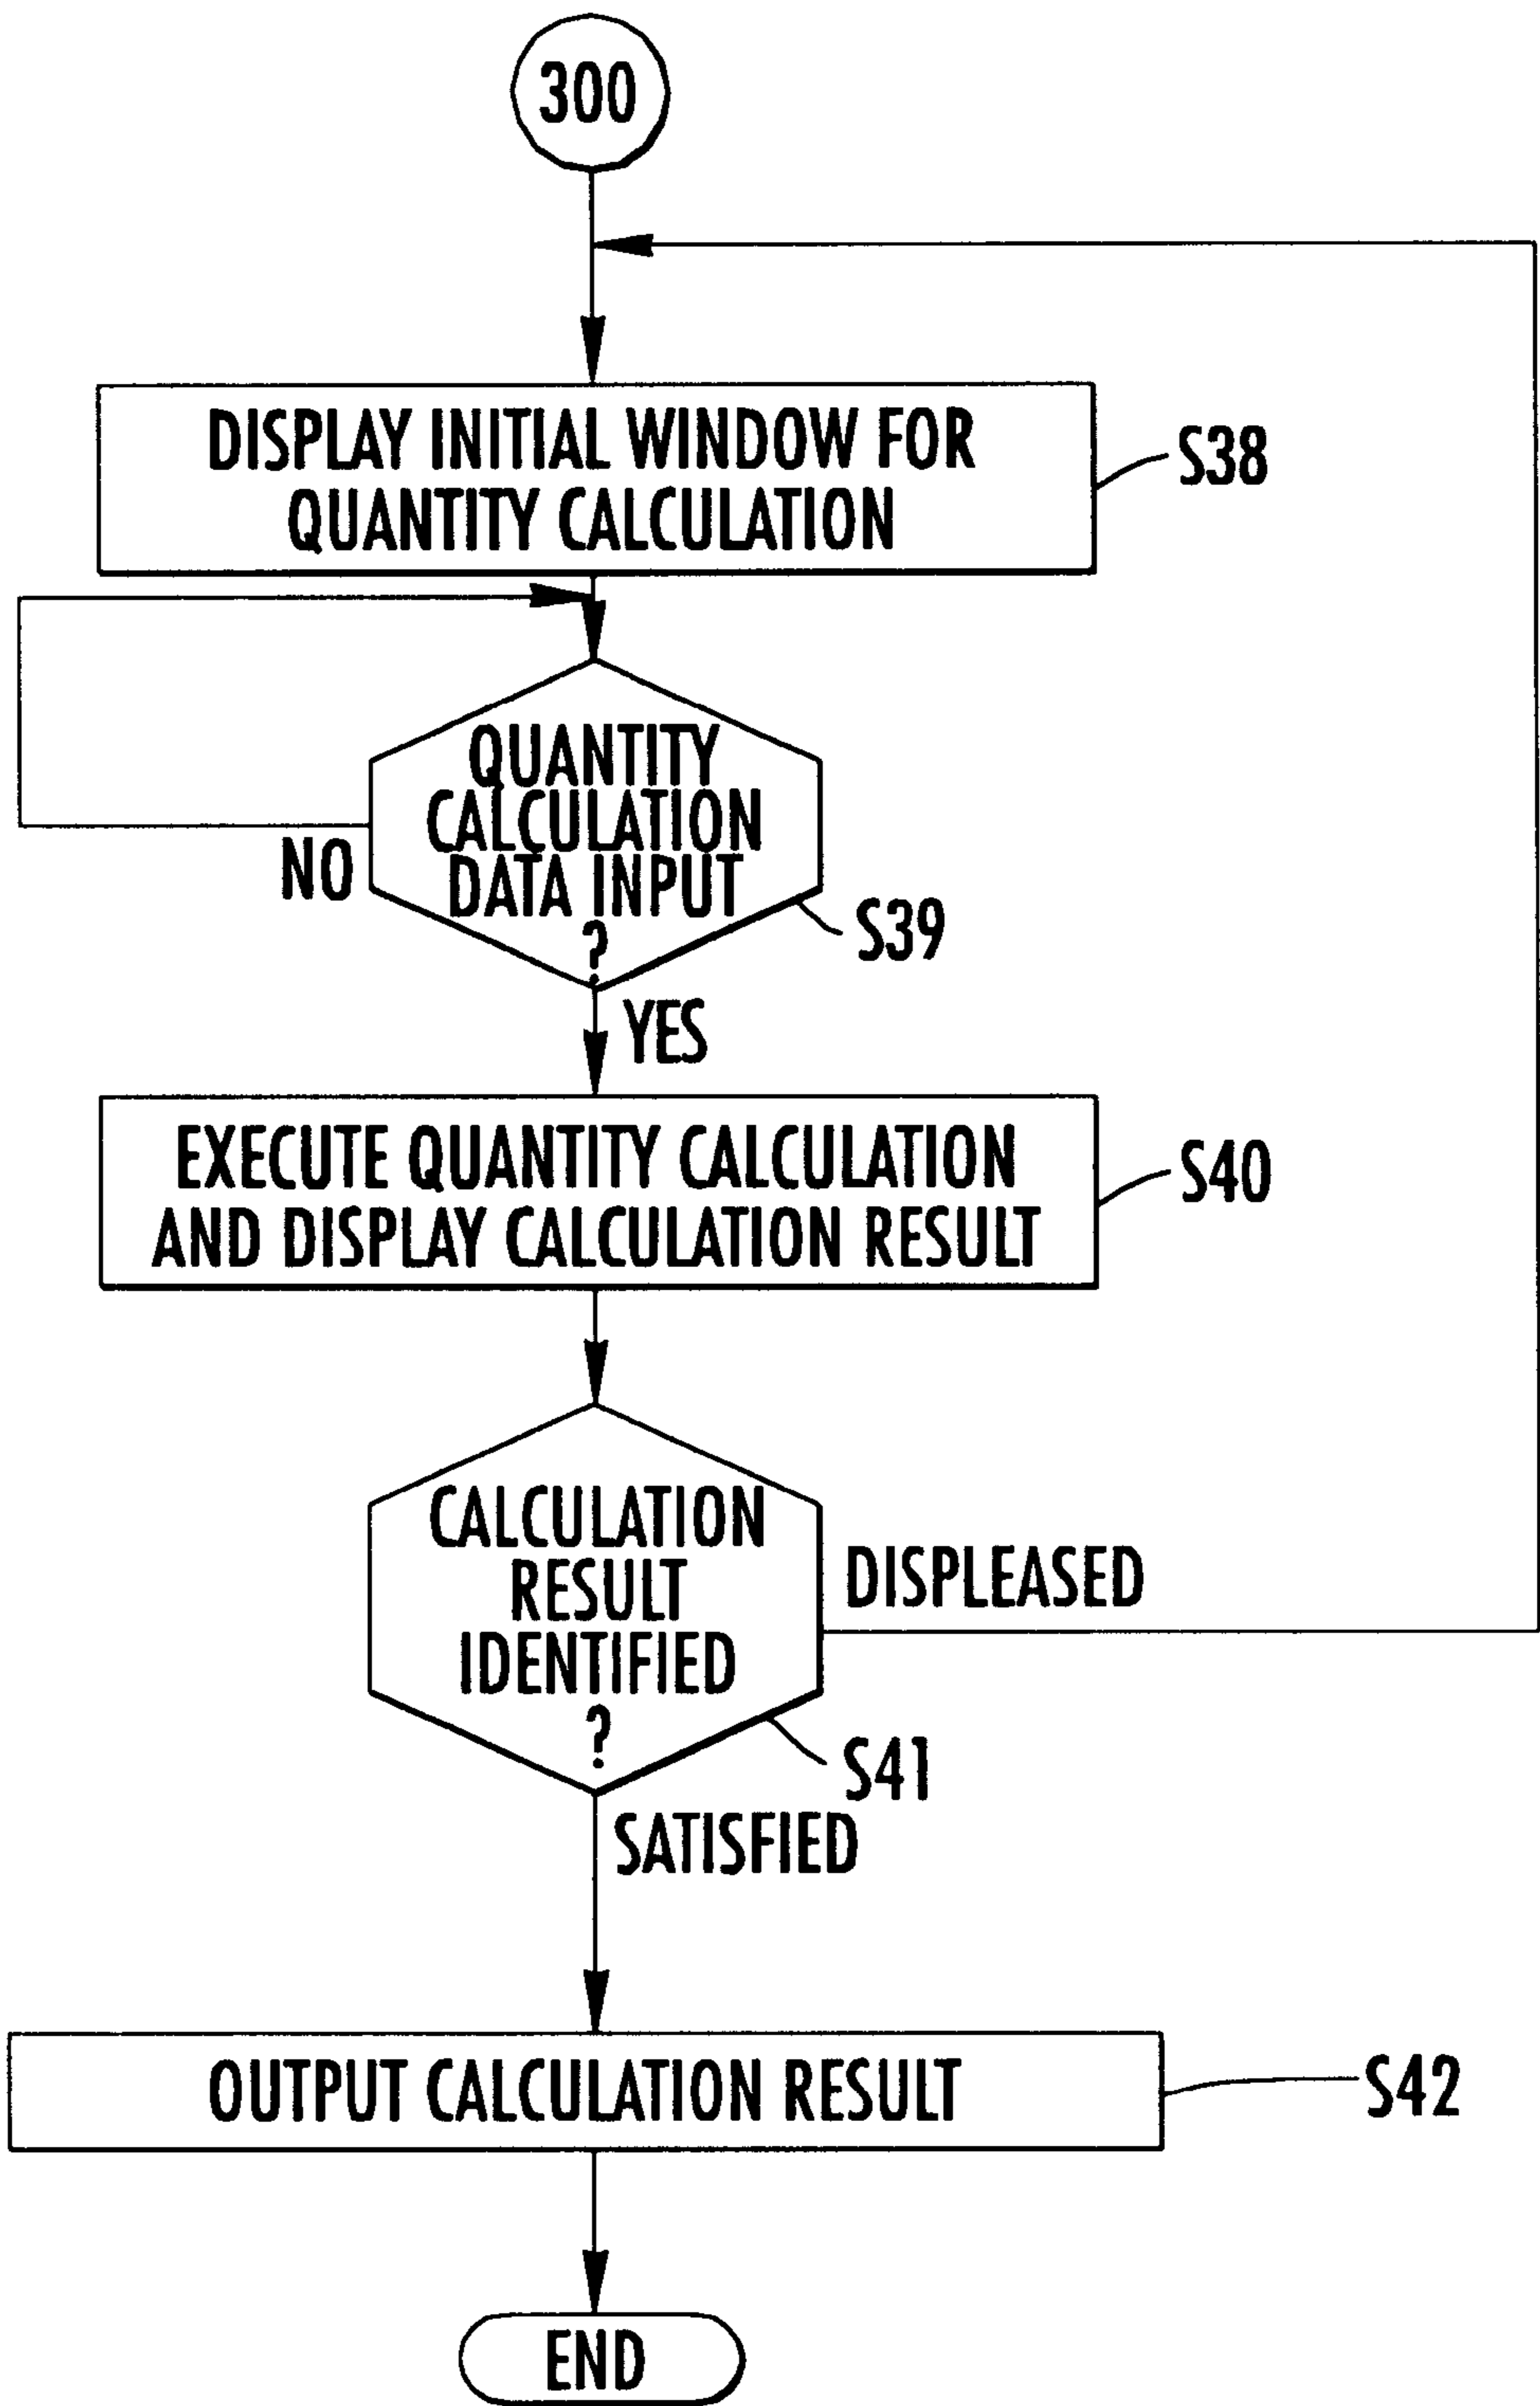 300
DISPLAY INITIAL WINDOW FOR
QUANTITY CALCULATION
S38
QUANTITY
CALCULATION
DATA INPUT
?
NO
S39
YES
EXECUTE QUANTITY CALCULATION
AND DISPLAY CALCULATION RESULT
S40
CALCULATION
RESULT
IDENTIFIED
?
DISPLEASED
S41
SATISFIED
OUTPUT CALCULATION RESULT
S42
END